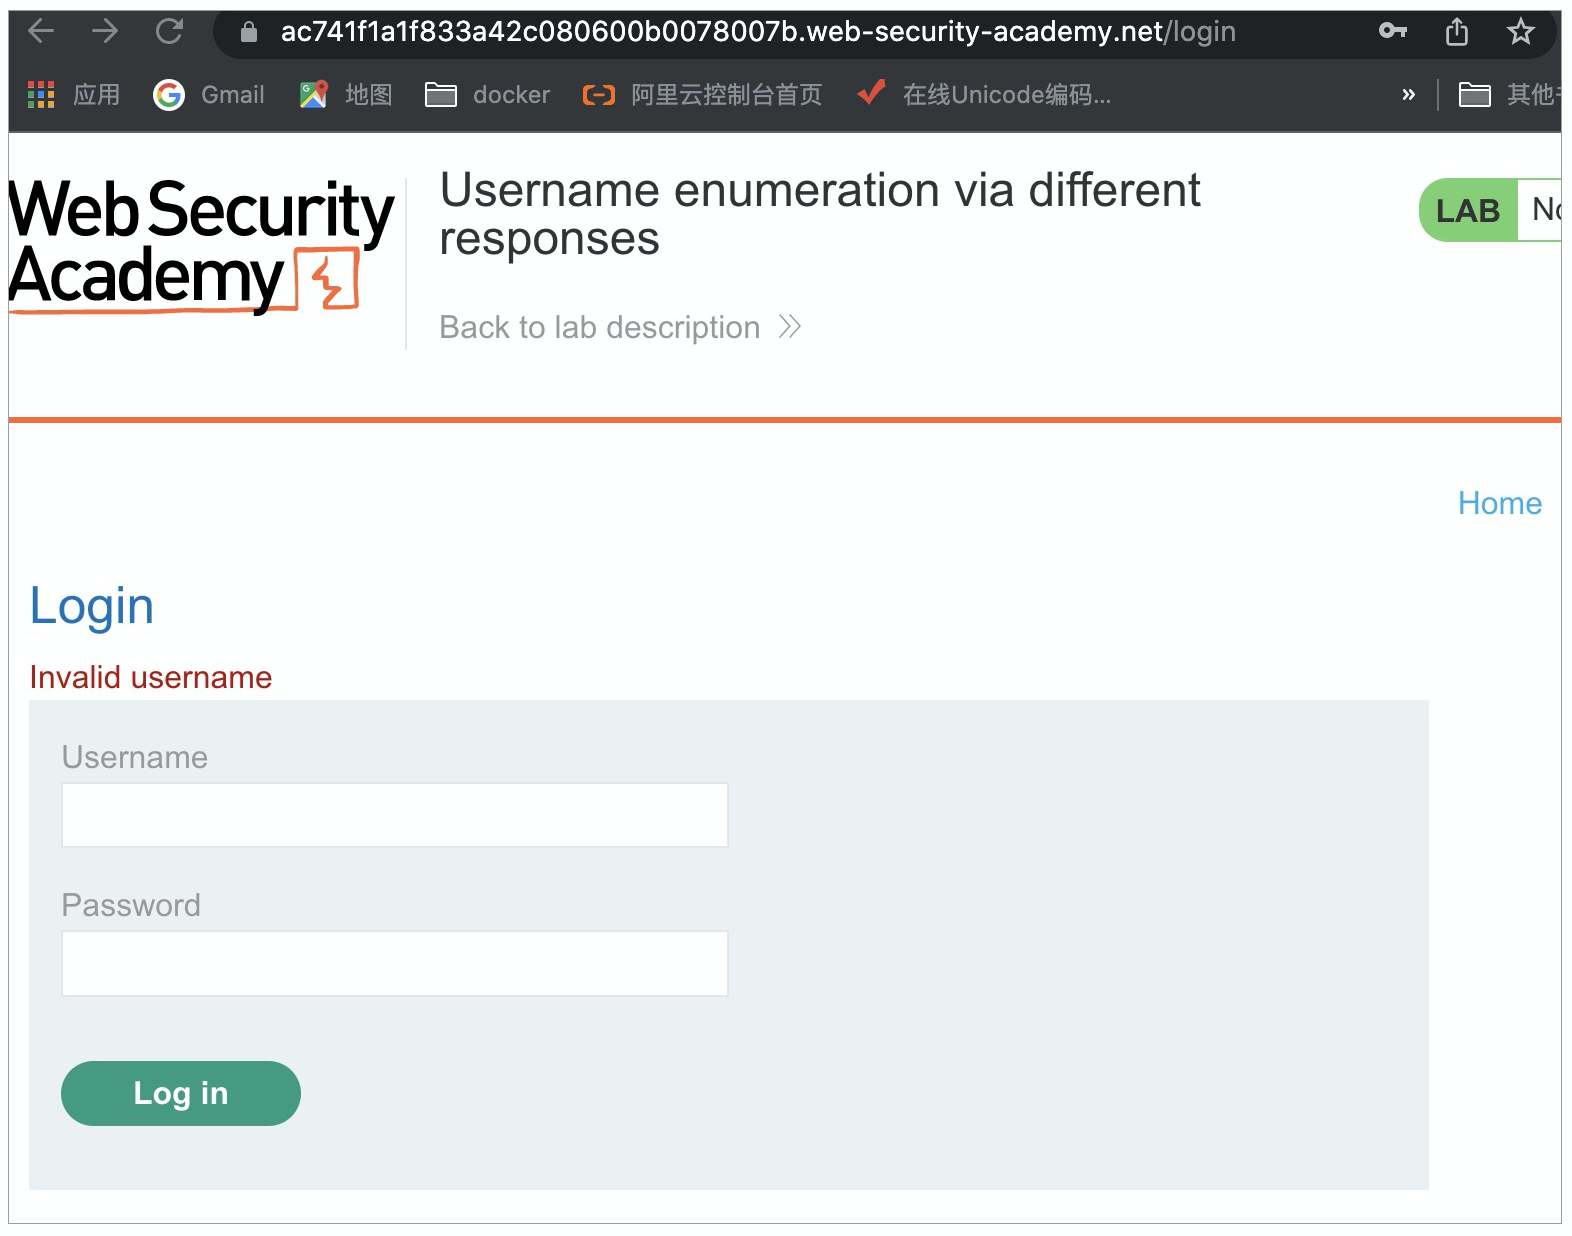 ac741f1a1f833a42c080600b0078007b.web-security-academy.net/login
应用 Gmail 地图 docker 阿里云控制台首页 在线Unicode编码... » 其他
Web Security
Academy
Username enumeration via different
responses
LAB No
Back to lab description
Home
Login
Invalid username
Username
Password
Log in